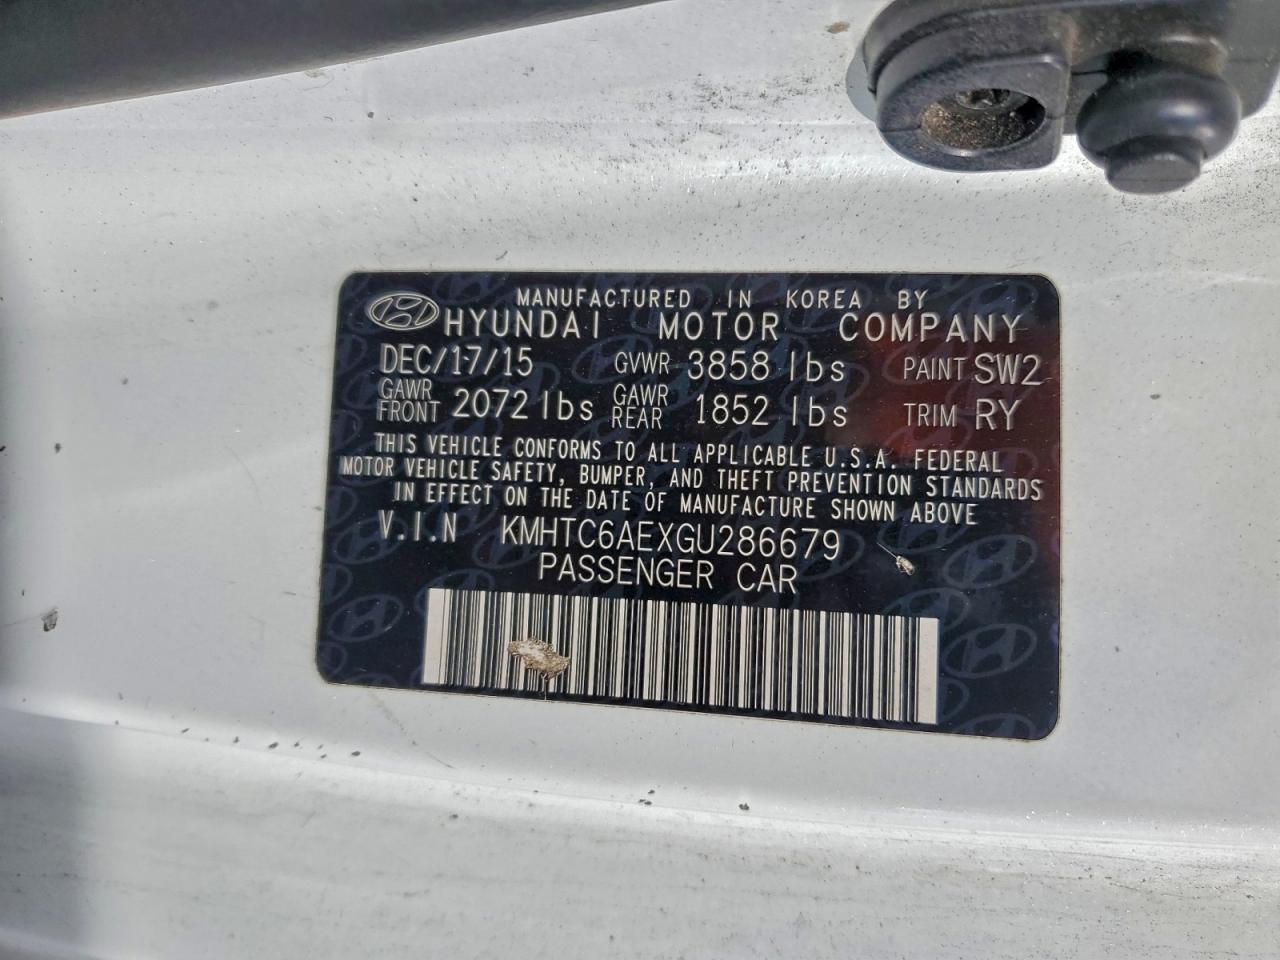 MANUFACTURED IN KOREA BY
HYUNDAI MOTOR COMPANY
DEC/17/15 GVWR 3858 lbs PAINT SW2
GAWR FRONT 2072 lbs GAWR REAR 1852 lbs TRIM RY
THIS VEHICLE CONFORMS TO ALL APPLICABLE U.S.A. FEDERAL
MOTOR VEHICLE SAFETY, BUMPER, AND THEFT PREVENTION STANDARDS
IN EFFECT ON THE DATE OF MANUFACTURE SHOWN ABOVE
V.I.N KMHTC6AEXGU286679
PASSENGER CAR